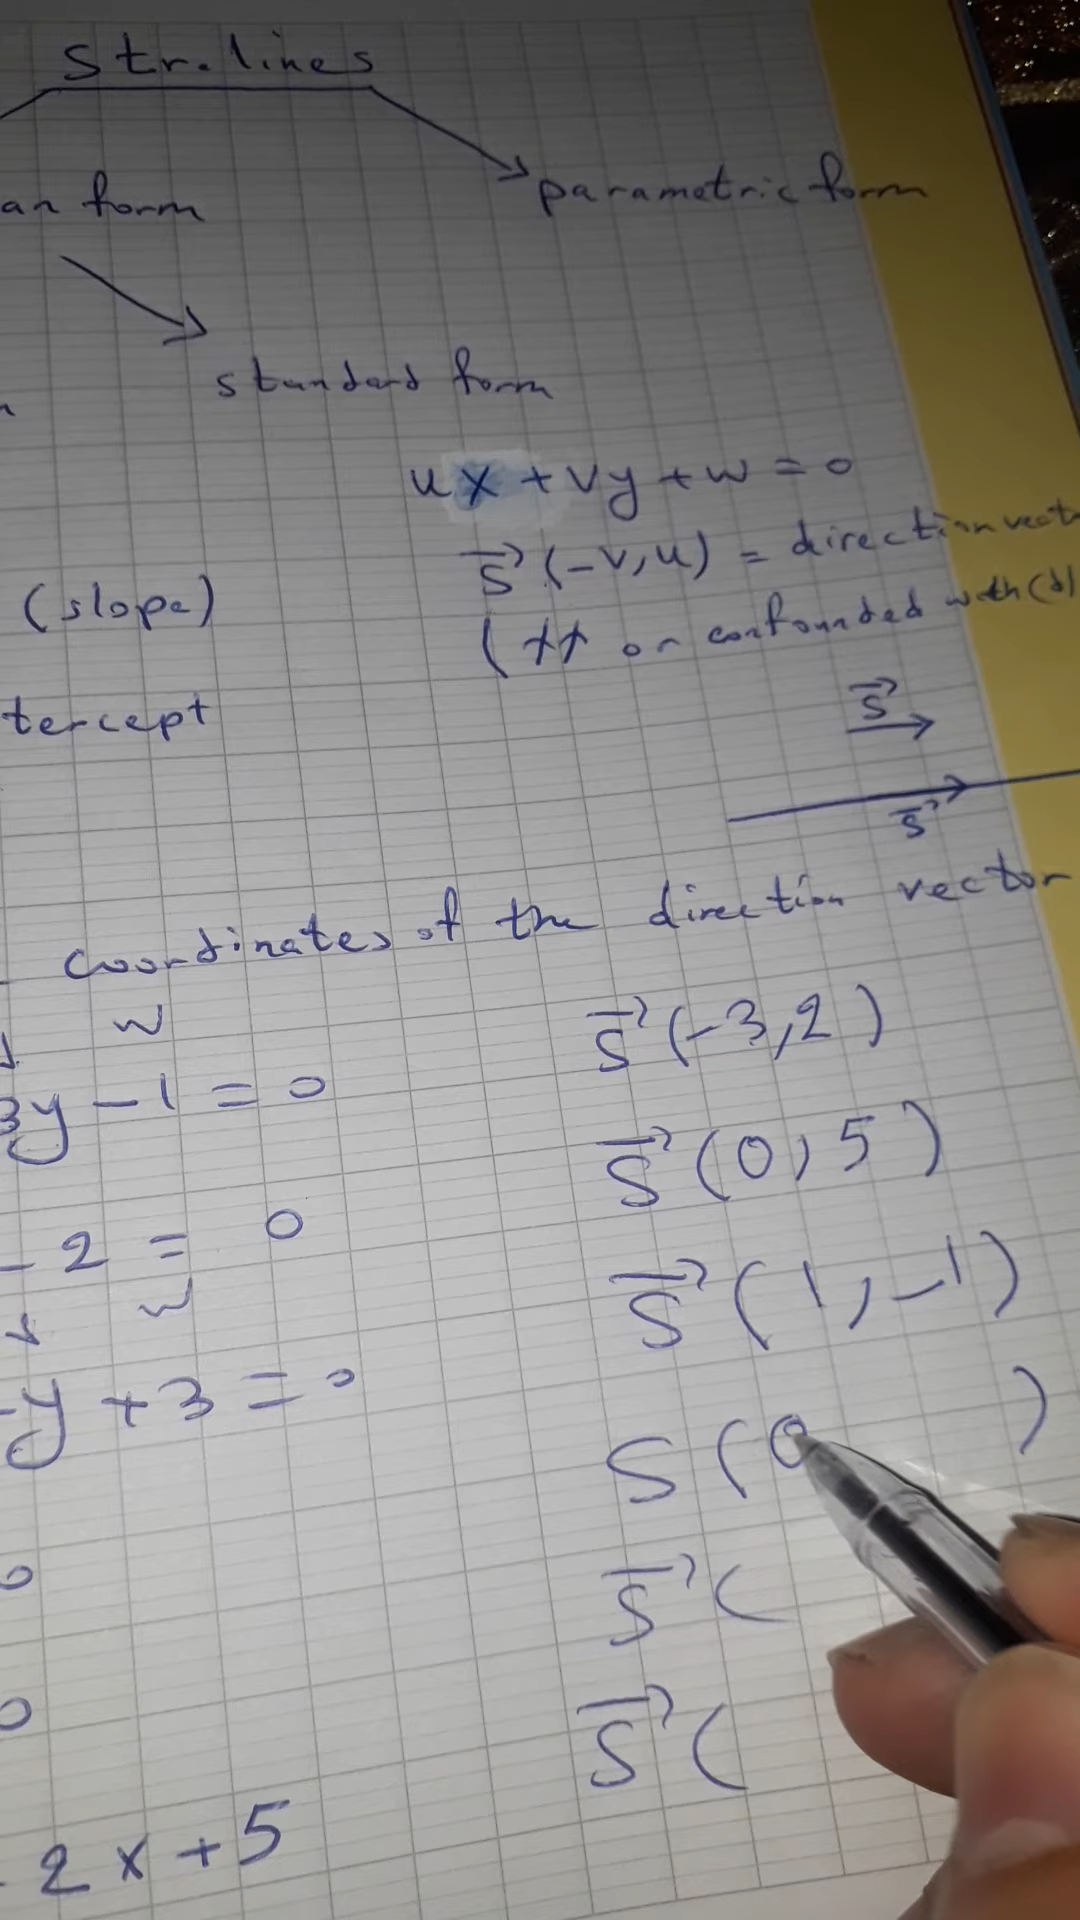 str. lines
an form
parametric form
standard form
ux + vy + w = 0
S⃗ (-v, u) = direction vect
(slope)
( or confounded with (d)
tercept
S⃗
S⃗
coordinates of the direction vector
w
3y - 1 = 0
S⃗ (-3, 2)
- 2 = 0
S⃗ (0, 5)
v w
-y + 3 = 0
S⃗ (1, -1)
S (0 )
0
S⃗ (
0
S⃗ (
2x + 5